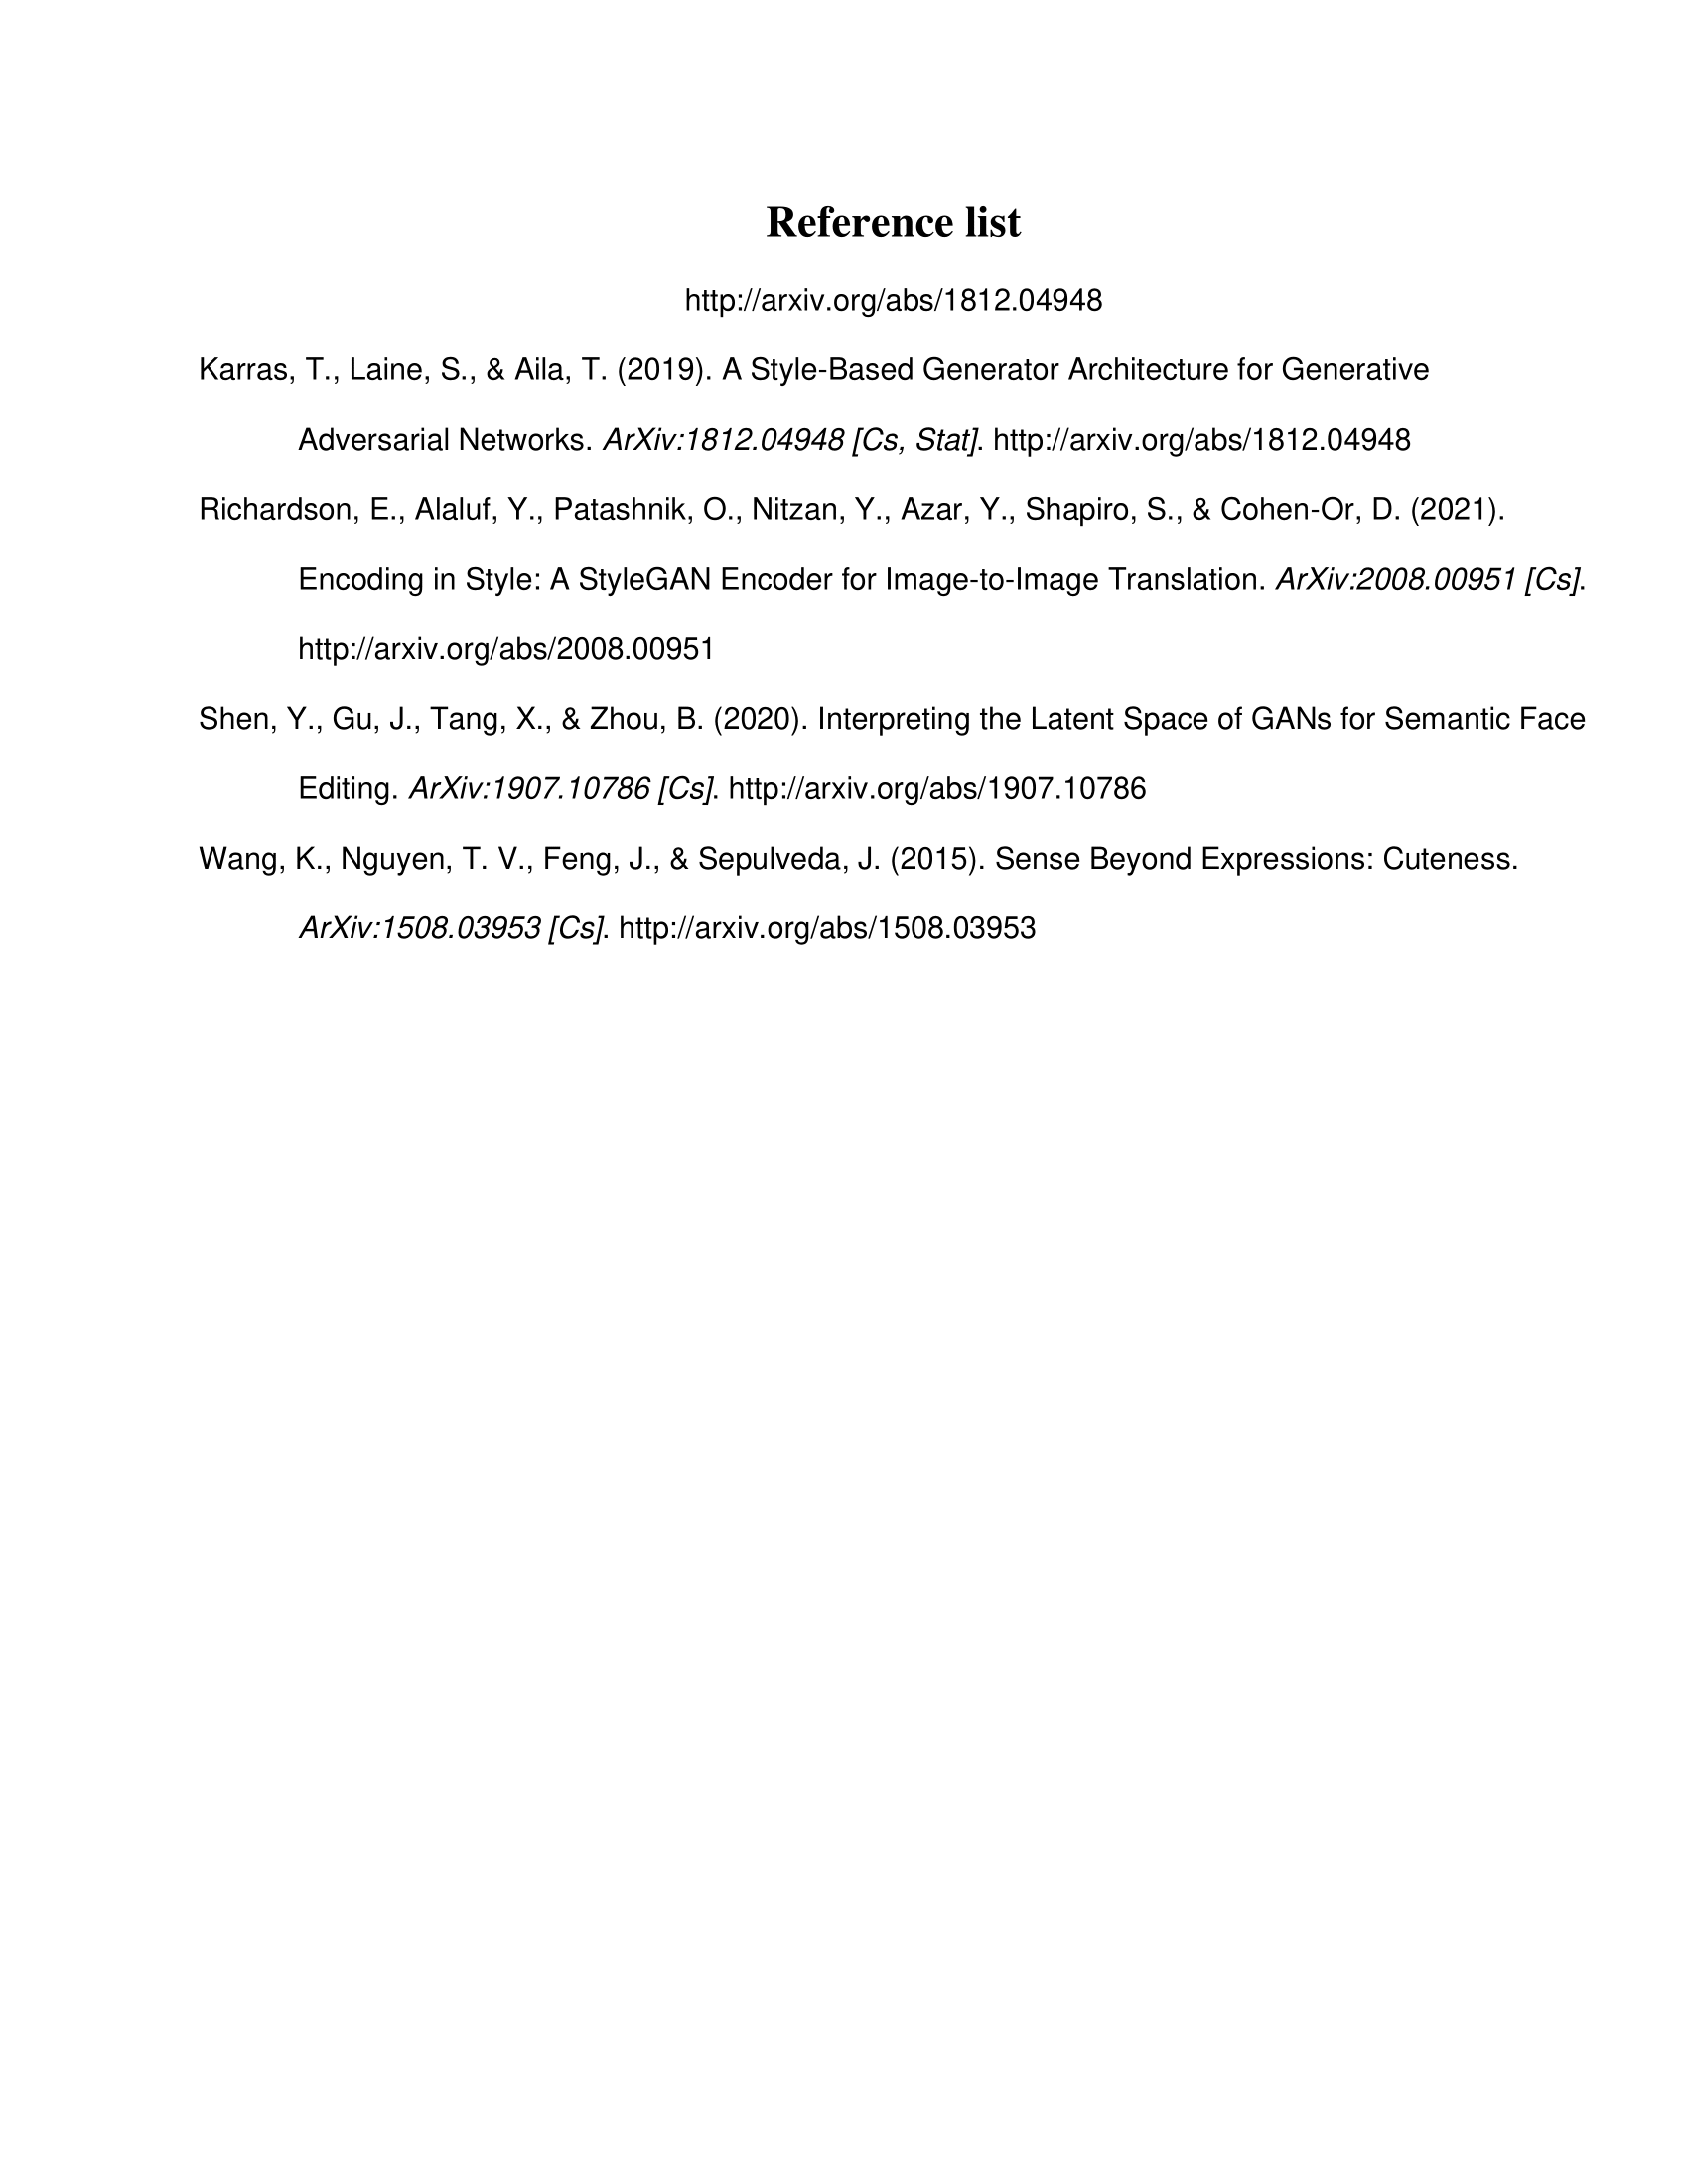 Reference list
http://arxiv.org/abs/1812.04948
Karras, T., Laine, S., & Aila, T. (2019). A Style-Based Generator Architecture for Generative
Adversarial Networks. ArXiv:1812.04948 [Cs, Stat]. http://arxiv.org/abs/1812.04948
Richardson, E., Alaluf, Y., Patashnik, O., Nitzan, Y., Azar, Y., Shapiro, S., & Cohen-Or, D. (2021).
Encoding in Style: A StyleGAN Encoder for Image-to-Image Translation. ArXiv:2008.00951 [Cs].
http://arxiv.org/abs/2008.00951
Shen, Y., Gu, J., Tang, X., & Zhou, B. (2020). Interpreting the Latent Space of GANs for Semantic Face
Editing. ArXiv:1907.10786 [Cs]. http://arxiv.org/abs/1907.10786
Wang, K., Nguyen, T. V., Feng, J., & Sepulveda, J. (2015). Sense Beyond Expressions: Cuteness.
ArXiv:1508.03953 [Cs]. http://arxiv.org/abs/1508.03953